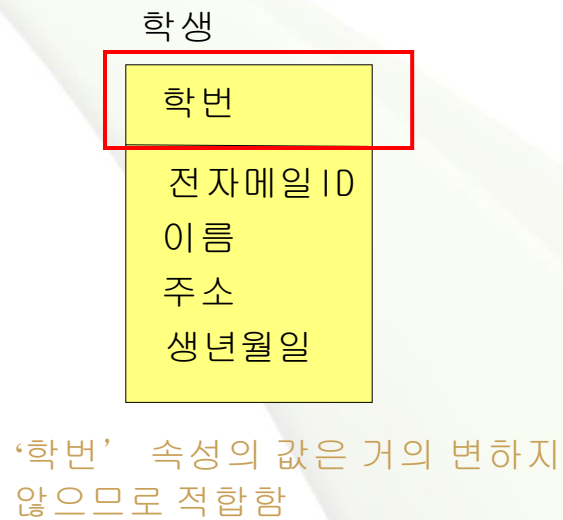 학생
학번
전자메일ID
이름
주소
생년월일
‘학번’ 속성의 값은 거의 변하지
않으므로 적합함